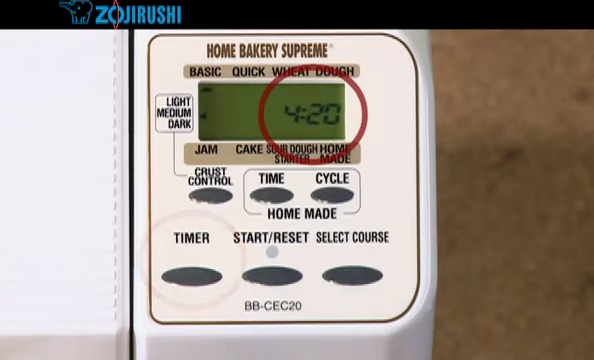 ZOJIRUSHI
HOME BAKERY SUPREME®
BASIC QUICK WHEAT DOUGH
LIGHT
MEDIUM
DARK
4:20
JAM CAKE SOUR DOUGH STARTER HOME MADE
CRUST CONTROL
TIME CYCLE
HOME MADE
TIMER START/RESET SELECT COURSE
BB-CEC20